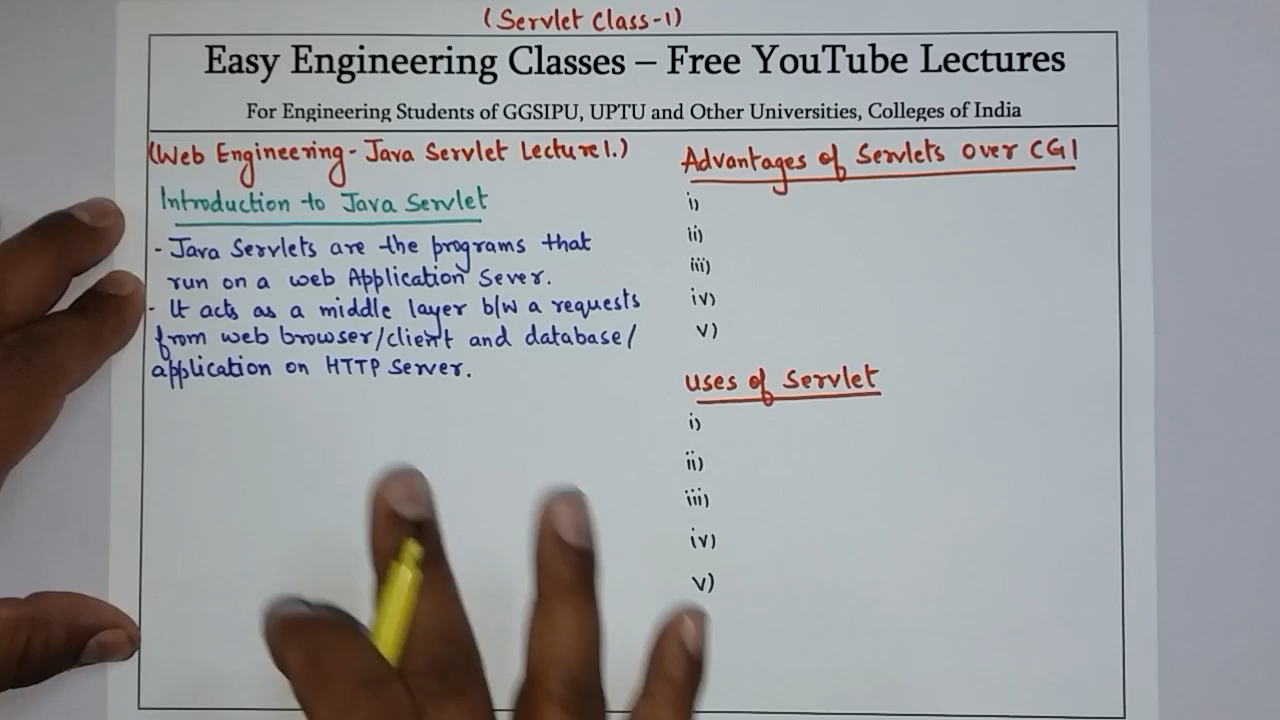 (Servlet Class-1)
Easy Engineering Classes – Free YouTube Lectures
For Engineering Students of GGSIPU, UPTU and Other Universities, Colleges of India
(Web Engineering - Java Servlet Lecture 1.)
Introduction to Java Servlet
- Java Servlets are the programs that
run on a web Application Sever.
- It acts as a middle layer b/w a requests
from web browser/client and database/
application on HTTP Server.
Advantages of Servlets over CGI
i)
ii)
iii)
iv)
v)
Uses of Servlet
i)
ii)
iii)
iv)
v)